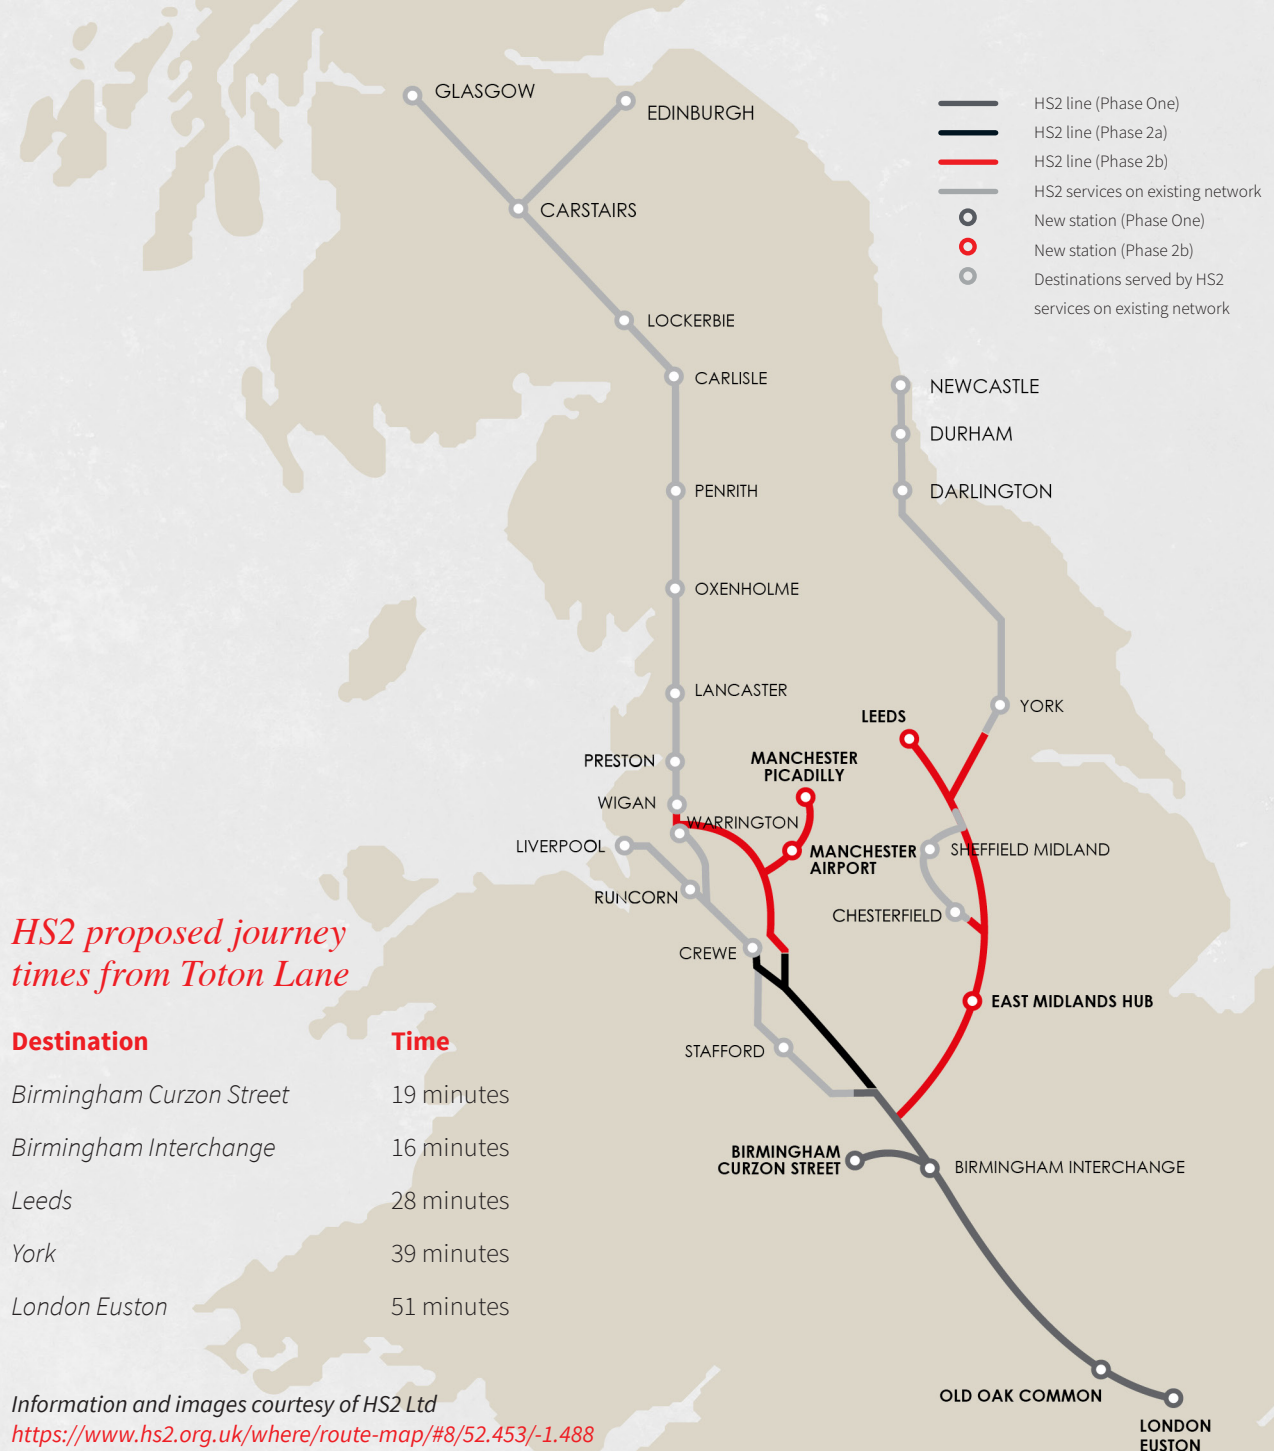 GLASGOW
EDINBURGH
CARSTAIRS
LOCKERBIE
CARLISLE
PENRITH
OXENHOLME
LANCASTER
PRESTON
WIGAN
WARRINGTON
LIVERPOOL
RUNCORN
CREWE
STAFFORD
MANCHESTER
PICADILLY
MANCHESTER
AIRPORT
HS2 line (Phase One)
HS2 line (Phase 2a)
HS2 line (Phase 2b)
HS2 services on existing network
New station (Phase One)
New station (Phase 2b)
Destinations served by HS2
services on existing network
NEWCASTLE
DURHAM
DARLINGTON
YORK
LEEDS
SHEFFIELD MIDLAND
CHESTERFIELD
EAST MIDLANDS HUB
BIRMINGHAM
CURZON STREET
BIRMINGHAM INTERCHANGE
OLD OAK COMMON
LONDON
EUSTON
HS2 proposed journey
times from Toton Lane
Destination Time
Birmingham Curzon Street 19 minutes
Birmingham Interchange 16 minutes
Leeds 28 minutes
York 39 minutes
London Euston 51 minutes
Information and images courtesy of HS2 Ltd
https://www.hs2.org.uk/where/route-map/#8/52.453/-1.488